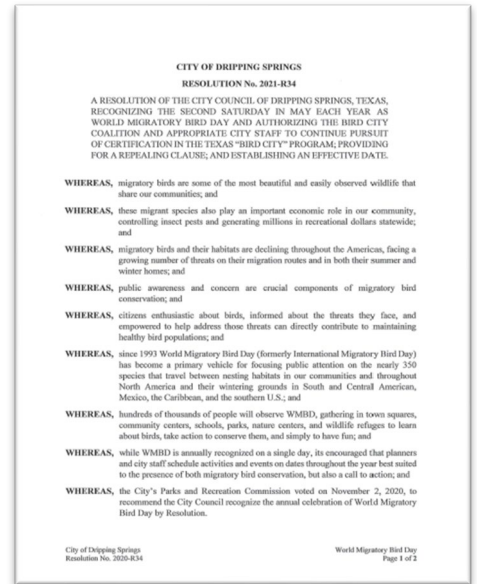 CITY OF DRIPPING SPRINGS
RESOLUTION No. 2021-R34
A RESOLUTION OF THE CITY COUNCIL OF DRIPPING SPRINGS, TEXAS,
RECOGNIZING THE SECOND SATURDAY IN MAY EACH YEAR AS
WORLD MIGRATORY BIRD DAY AND AUTHORIZING THE BIRD CITY
COALITION AND APPROPRIATE CITY STAFF TO CONTINUE PURSUIT
OF CERTIFICATION IN THE TEXAS "BIRD CITY" PROGRAM; PROVIDING
FOR A REPEALING CLAUSE; AND ESTABLISHING AN EFFECTIVE DATE.
WHEREAS, migratory birds are some of the most beautiful and easily observed wildlife that
share our communities; and
WHEREAS, these migrant species also play an important economic role in our community,
controlling insect pests and generating millions in recreational dollars statewide;
and
WHEREAS, migratory birds and their habitats are declining throughout the Americas, facing a
growing number of threats on their migration routes and in both their summer and
winter homes; and
WHEREAS, public awareness and concern are crucial components of migratory bird
conservation; and
WHEREAS, citizens enthusiastic about birds, informed about the threats they face, and
empowered to help address those threats can directly contribute to maintaining
healthy bird populations; and
WHEREAS, since 1993 World Migratory Bird Day (formerly International Migratory Bird Day)
has become a primary vehicle for focusing public attention on the nearly 350
species that travel between nesting habitats in our communities and throughout
North America and their wintering grounds in South and Central American,
Mexico, the Caribbean, and the southern U.S.; and
WHEREAS, hundreds of thousands of people will observe WMBD, gathering in town squares,
community centers, schools, parks, nature centers, and wildlife refuges to learn
about birds, take action to conserve them, and simply to have fun; and
WHEREAS, while WMBD is annually recognized on a single day, its encouraged that planners
and city staff schedule activities and events on dates throughout the year best suited
to the presence of both migratory bird conservation, but also a call to action; and
WHEREAS, the City's Parks and Recreation Commission voted on November 2, 2020, to
recommend the City Council recognize the annual celebration of World Migratory
Bird Day by Resolution.
City of Dripping Springs
Resolution No. 2020-R34
World Migratory Bird Day
Page 1 of 2